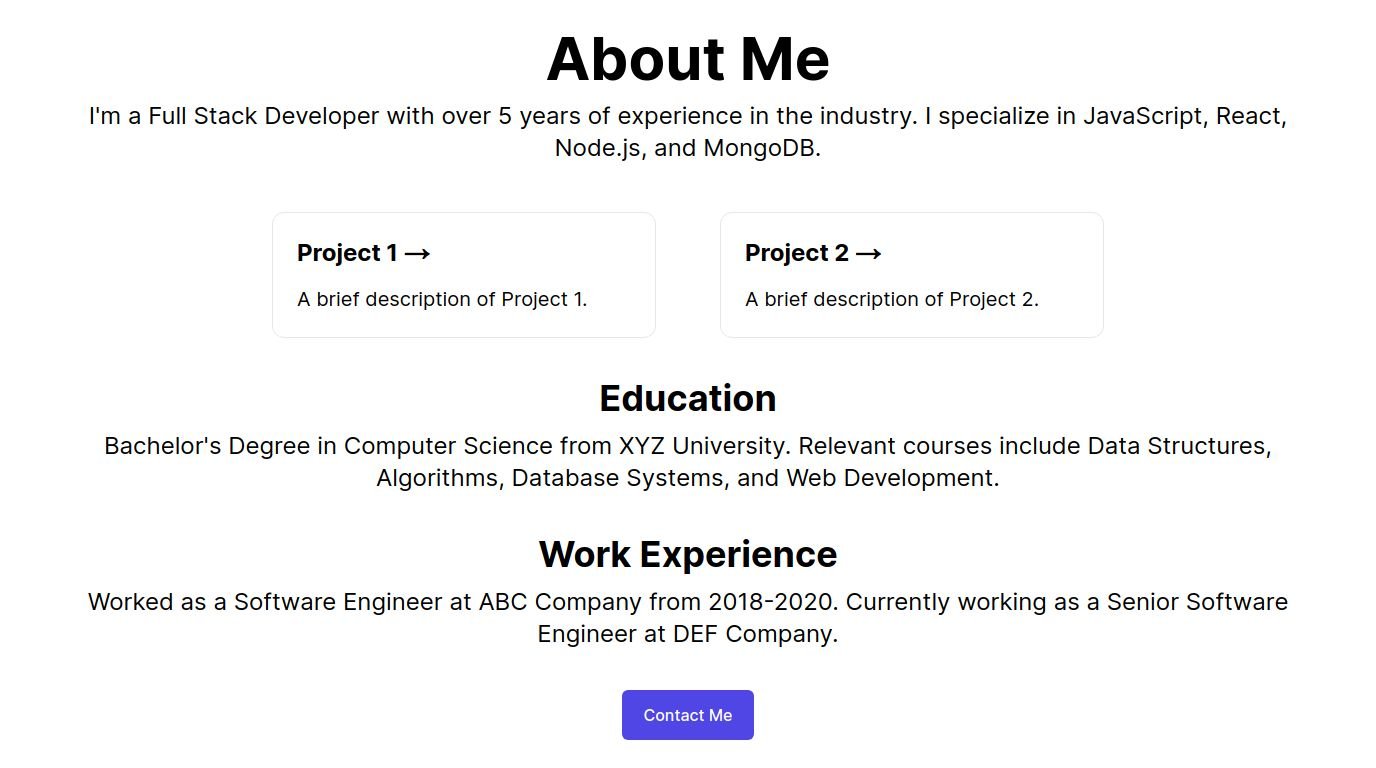 About Me
I'm a Full Stack Developer with over 5 years of experience in the industry. I specialize in JavaScript, React,
Node.js, and MongoDB.
Project 1 →
Project 2 →
A brief description of Project 1.
A brief description of Project 2.
Education
Bachelor's Degree in Computer Science from XYZ University. Relevant courses include Data Structures,
Algorithms, Database Systems, and Web Development.
Work Experience
Worked as a Software Engineer at ABC Company from 2018-2020. Currently working as a Senior Software
Engineer at DEF Company.
Contact Me